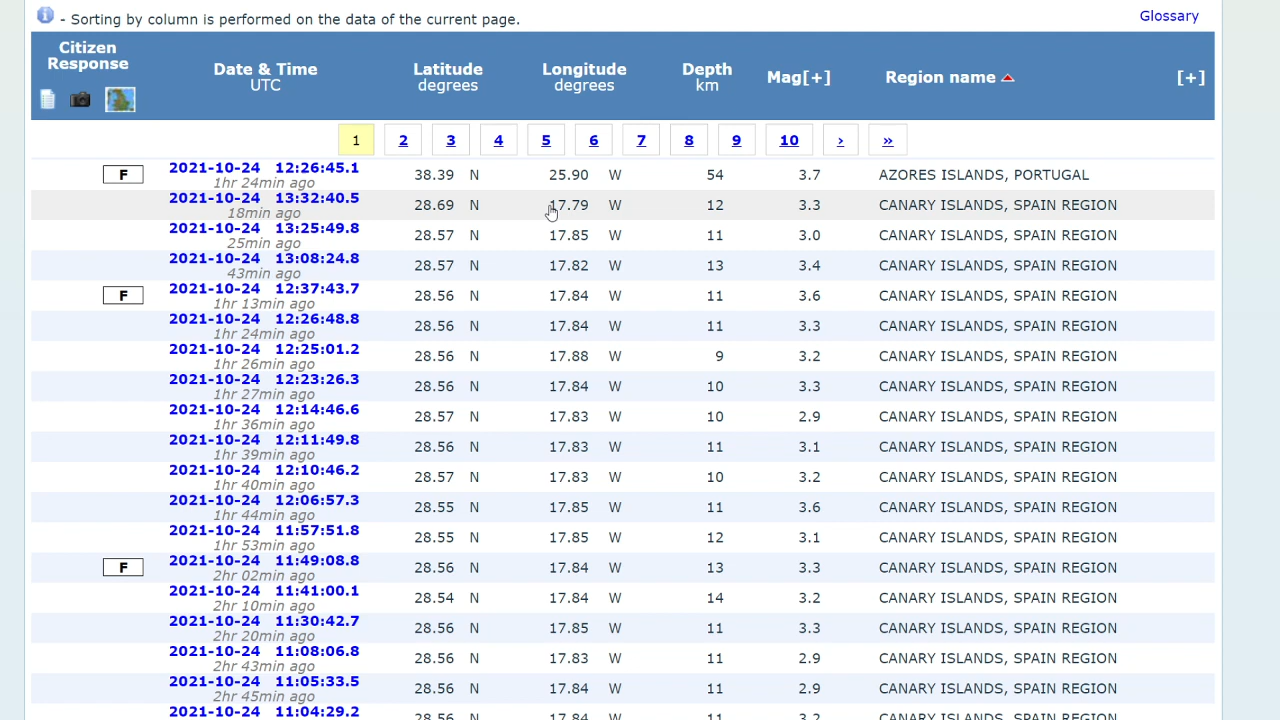 - Sorting by column is performed on the data of the current page.
Glossary
Citizen Response
Date & Time UTC
Latitude degrees
Longitude degrees
Depth km
Mag[+]
Region name
[+]
1 2 3 4 5 6 7 8 9 10 › »
F 2021-10-24 12:26:45.1 38.39 N 25.90 W 54 3.7 AZORES ISLANDS, PORTUGAL
1hr 24min ago
2021-10-24 13:32:40.5 28.69 N 17.79 W 12 3.3 CANARY ISLANDS, SPAIN REGION
18min ago
2021-10-24 13:25:49.8 28.57 N 17.85 W 11 3.0 CANARY ISLANDS, SPAIN REGION
25min ago
2021-10-24 13:08:24.8 28.57 N 17.82 W 13 3.4 CANARY ISLANDS, SPAIN REGION
43min ago
F 2021-10-24 12:37:43.7 28.56 N 17.84 W 11 3.6 CANARY ISLANDS, SPAIN REGION
1hr 13min ago
2021-10-24 12:26:48.8 28.56 N 17.84 W 11 3.3 CANARY ISLANDS, SPAIN REGION
1hr 24min ago
2021-10-24 12:25:01.2 28.56 N 17.88 W 9 3.2 CANARY ISLANDS, SPAIN REGION
1hr 26min ago
2021-10-24 12:23:26.3 28.56 N 17.84 W 10 3.3 CANARY ISLANDS, SPAIN REGION
1hr 27min ago
2021-10-24 12:14:46.6 28.57 N 17.83 W 10 2.9 CANARY ISLANDS, SPAIN REGION
1hr 36min ago
2021-10-24 12:11:49.8 28.56 N 17.83 W 11 3.1 CANARY ISLANDS, SPAIN REGION
1hr 39min ago
2021-10-24 12:10:46.2 28.57 N 17.83 W 10 3.2 CANARY ISLANDS, SPAIN REGION
1hr 40min ago
2021-10-24 12:06:57.3 28.55 N 17.85 W 11 3.6 CANARY ISLANDS, SPAIN REGION
1hr 44min ago
2021-10-24 11:57:51.8 28.55 N 17.85 W 12 3.1 CANARY ISLANDS, SPAIN REGION
1hr 53min ago
F 2021-10-24 11:49:08.8 28.56 N 17.84 W 13 3.3 CANARY ISLANDS, SPAIN REGION
2hr 02min ago
2021-10-24 11:41:00.1 28.54 N 17.84 W 14 3.2 CANARY ISLANDS, SPAIN REGION
2hr 10min ago
2021-10-24 11:30:42.7 28.56 N 17.85 W 11 3.3 CANARY ISLANDS, SPAIN REGION
2hr 20min ago
2021-10-24 11:08:06.8 28.56 N 17.83 W 11 2.9 CANARY ISLANDS, SPAIN REGION
2hr 43min ago
2021-10-24 11:05:33.5 28.56 N 17.84 W 11 2.9 CANARY ISLANDS, SPAIN REGION
2hr 45min ago
2021-10-24 11:04:29.2 28.56 N 17.84 W 11 3.2 CANARY ISLANDS, SPAIN REGION